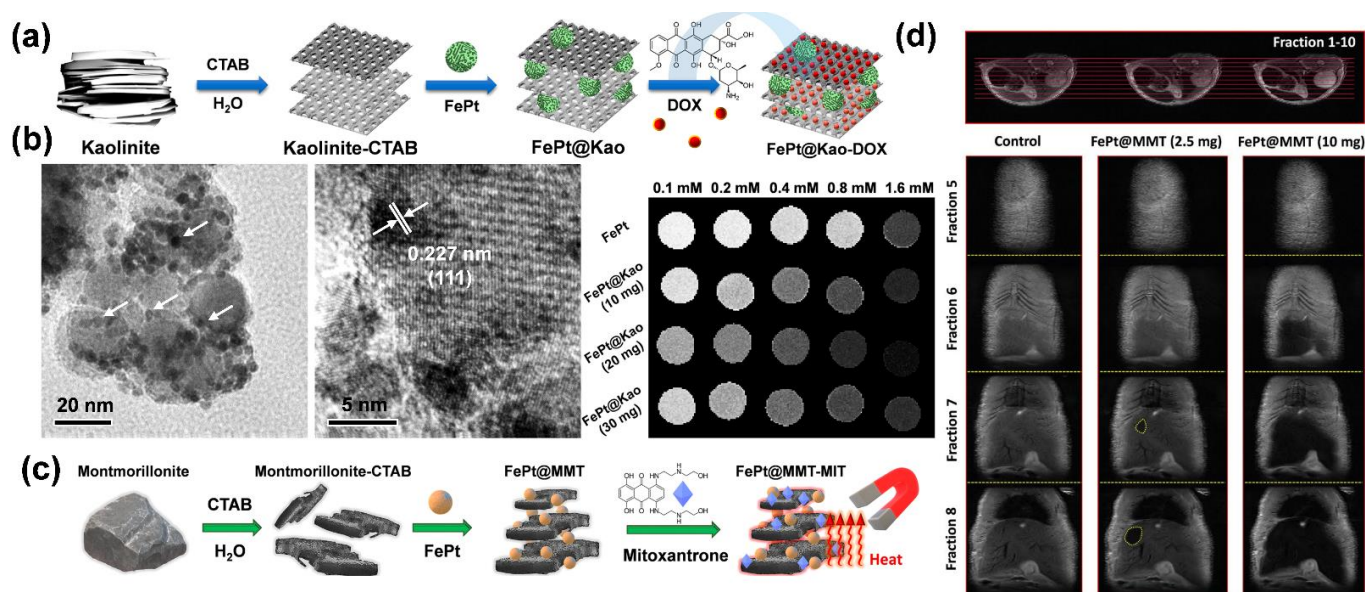 (a)
CTAB
H₂O
FePt
DOX
Kaolinite
Kaolinite-CTAB
FePt@Kao
FePt@Kao-DOX
(b)
20 nm
0.227 nm
(111)
5 nm
0.1 mM 0.2 mM 0.4 mM 0.8 mM 1.6 mM
FePt
FePt@Kao
(10 mg)
FePt@Kao
(20 mg)
FePt@Kao
(30 mg)
(c)
Montmorillonite
CTAB
H₂O
Montmorillonite-CTAB
FePt
FePt@MMT
Mitoxantrone
FePt@MMT-MIT
Heat
(d)
Fraction 1-10
Control FePt@MMT (2.5 mg) FePt@MMT (10 mg)
Fraction 5
Fraction 6
Fraction 7
Fraction 8